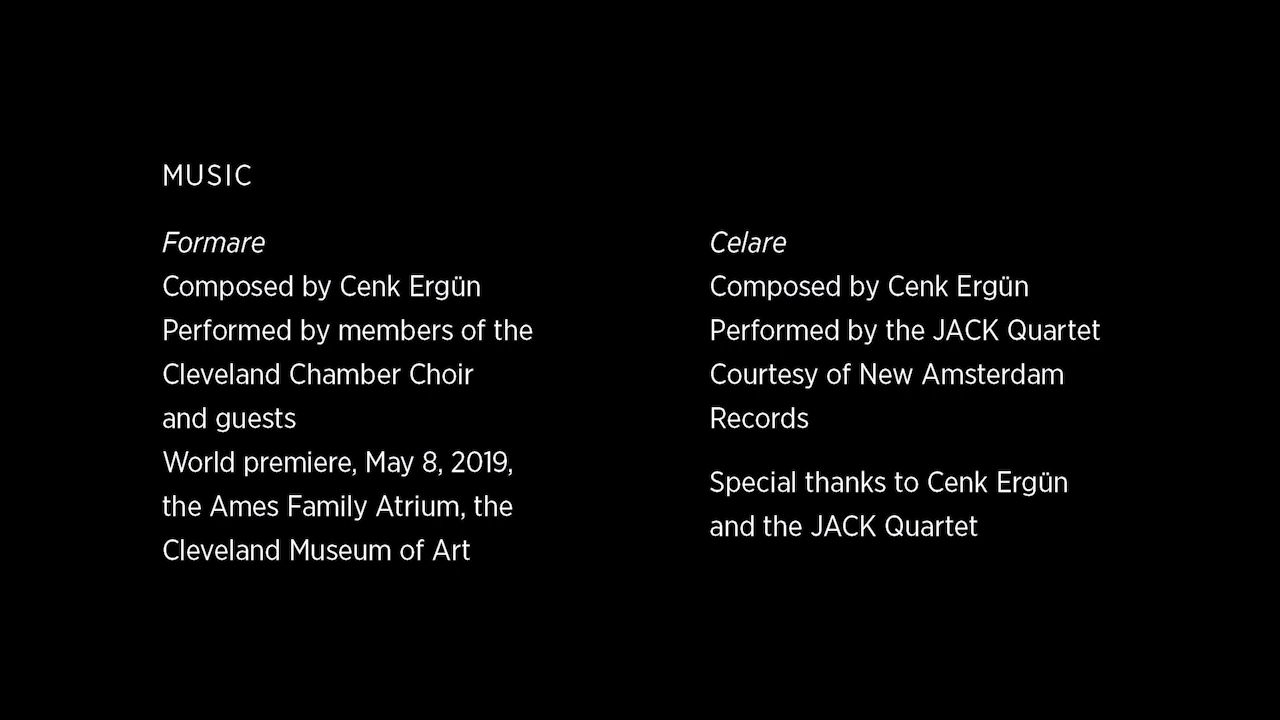 MUSIC
Formare
Composed by Cenk Ergün
Performed by members of the
Cleveland Chamber Choir
and guests
World premiere, May 8, 2019,
the Ames Family Atrium, the
Cleveland Museum of Art
Celare
Composed by Cenk Ergün
Performed by the JACK Quartet
Courtesy of New Amsterdam
Records
Special thanks to Cenk Ergün
and the JACK Quartet